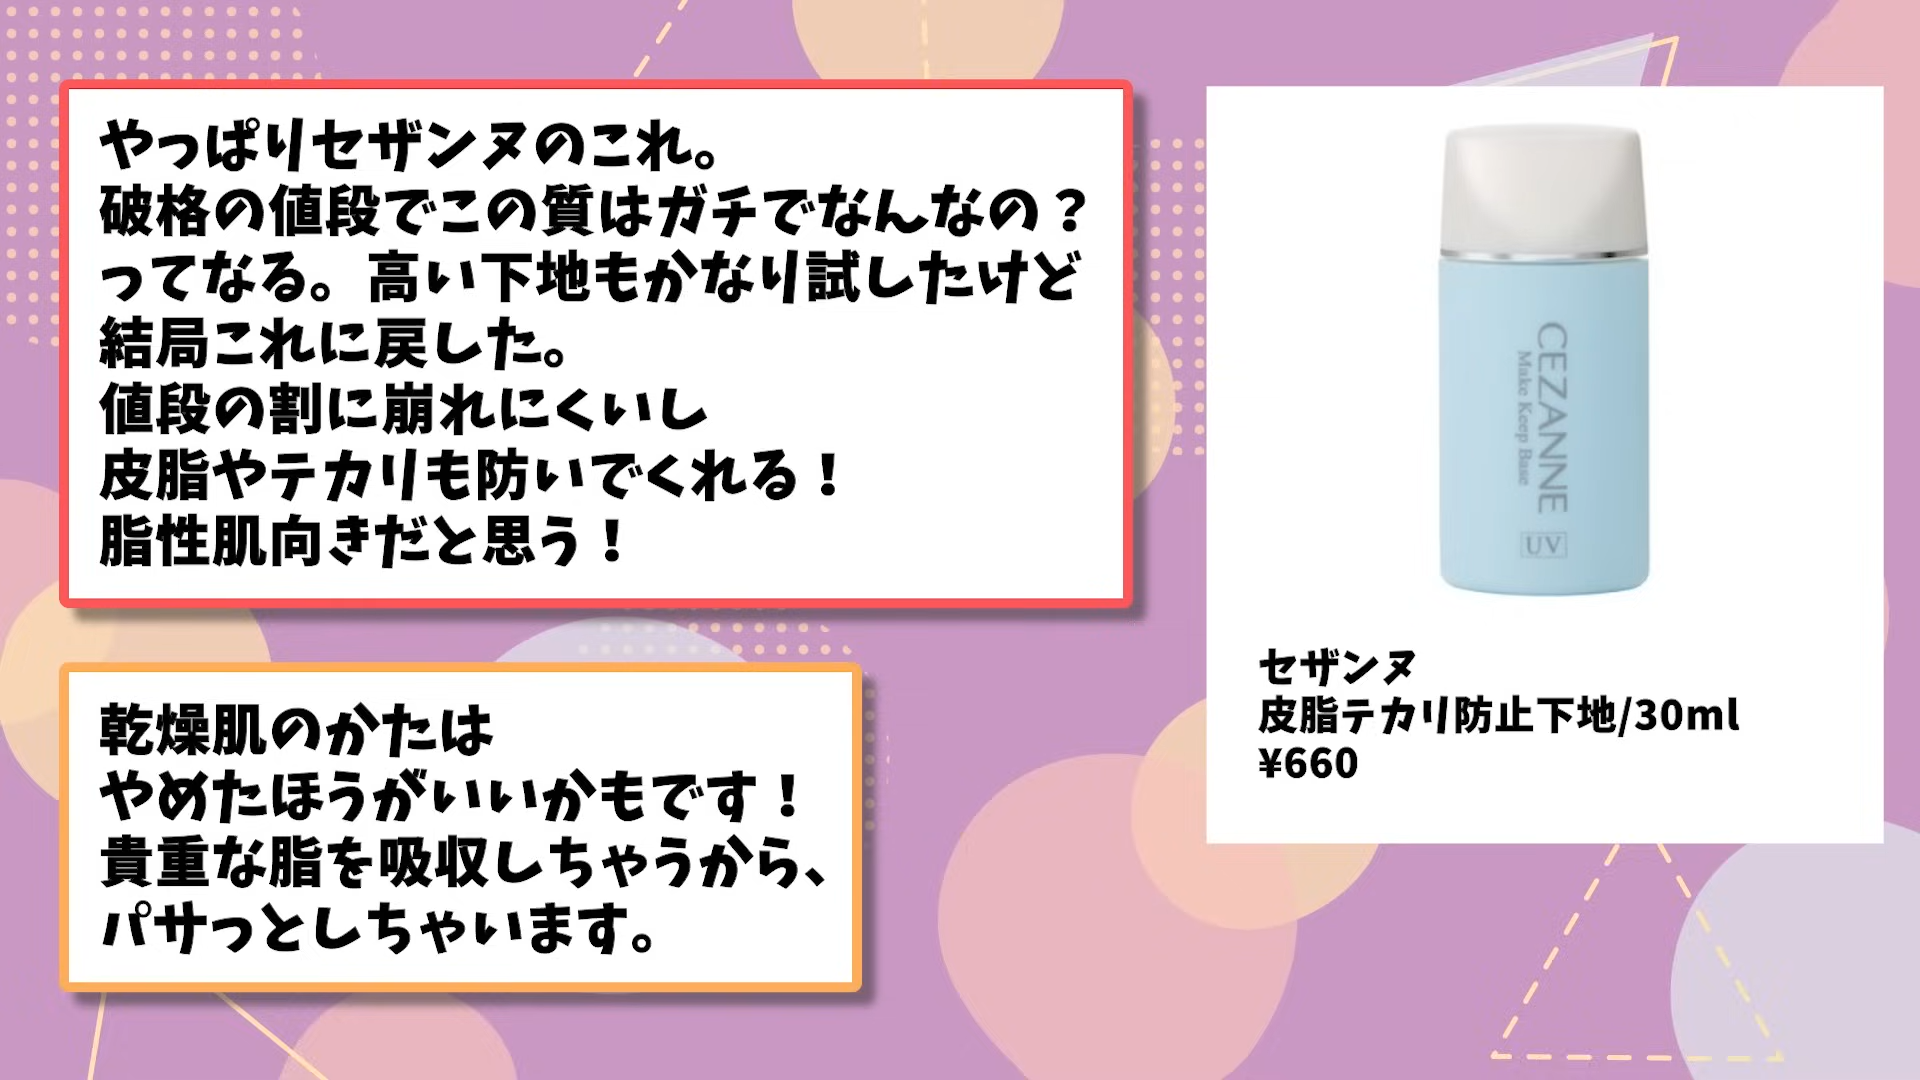 やっぱりセザンヌのこれ。
破格の値段でこの質はガチでなんなの？
ってなる。高い下地もかなり試したけど
結局これに戻した。
値段の割に崩れにくいし
皮脂やテカリも防いでくれる！
脂性肌向きだと思う！
乾燥肌のかたは
やめたほうがいいかもです！
貴重な脂を吸収しちゃうから、
パサっとしちゃいます。
CEZANNE
Make Keep Base
UV
セザンヌ
皮脂テカリ防止下地/30ml
¥660